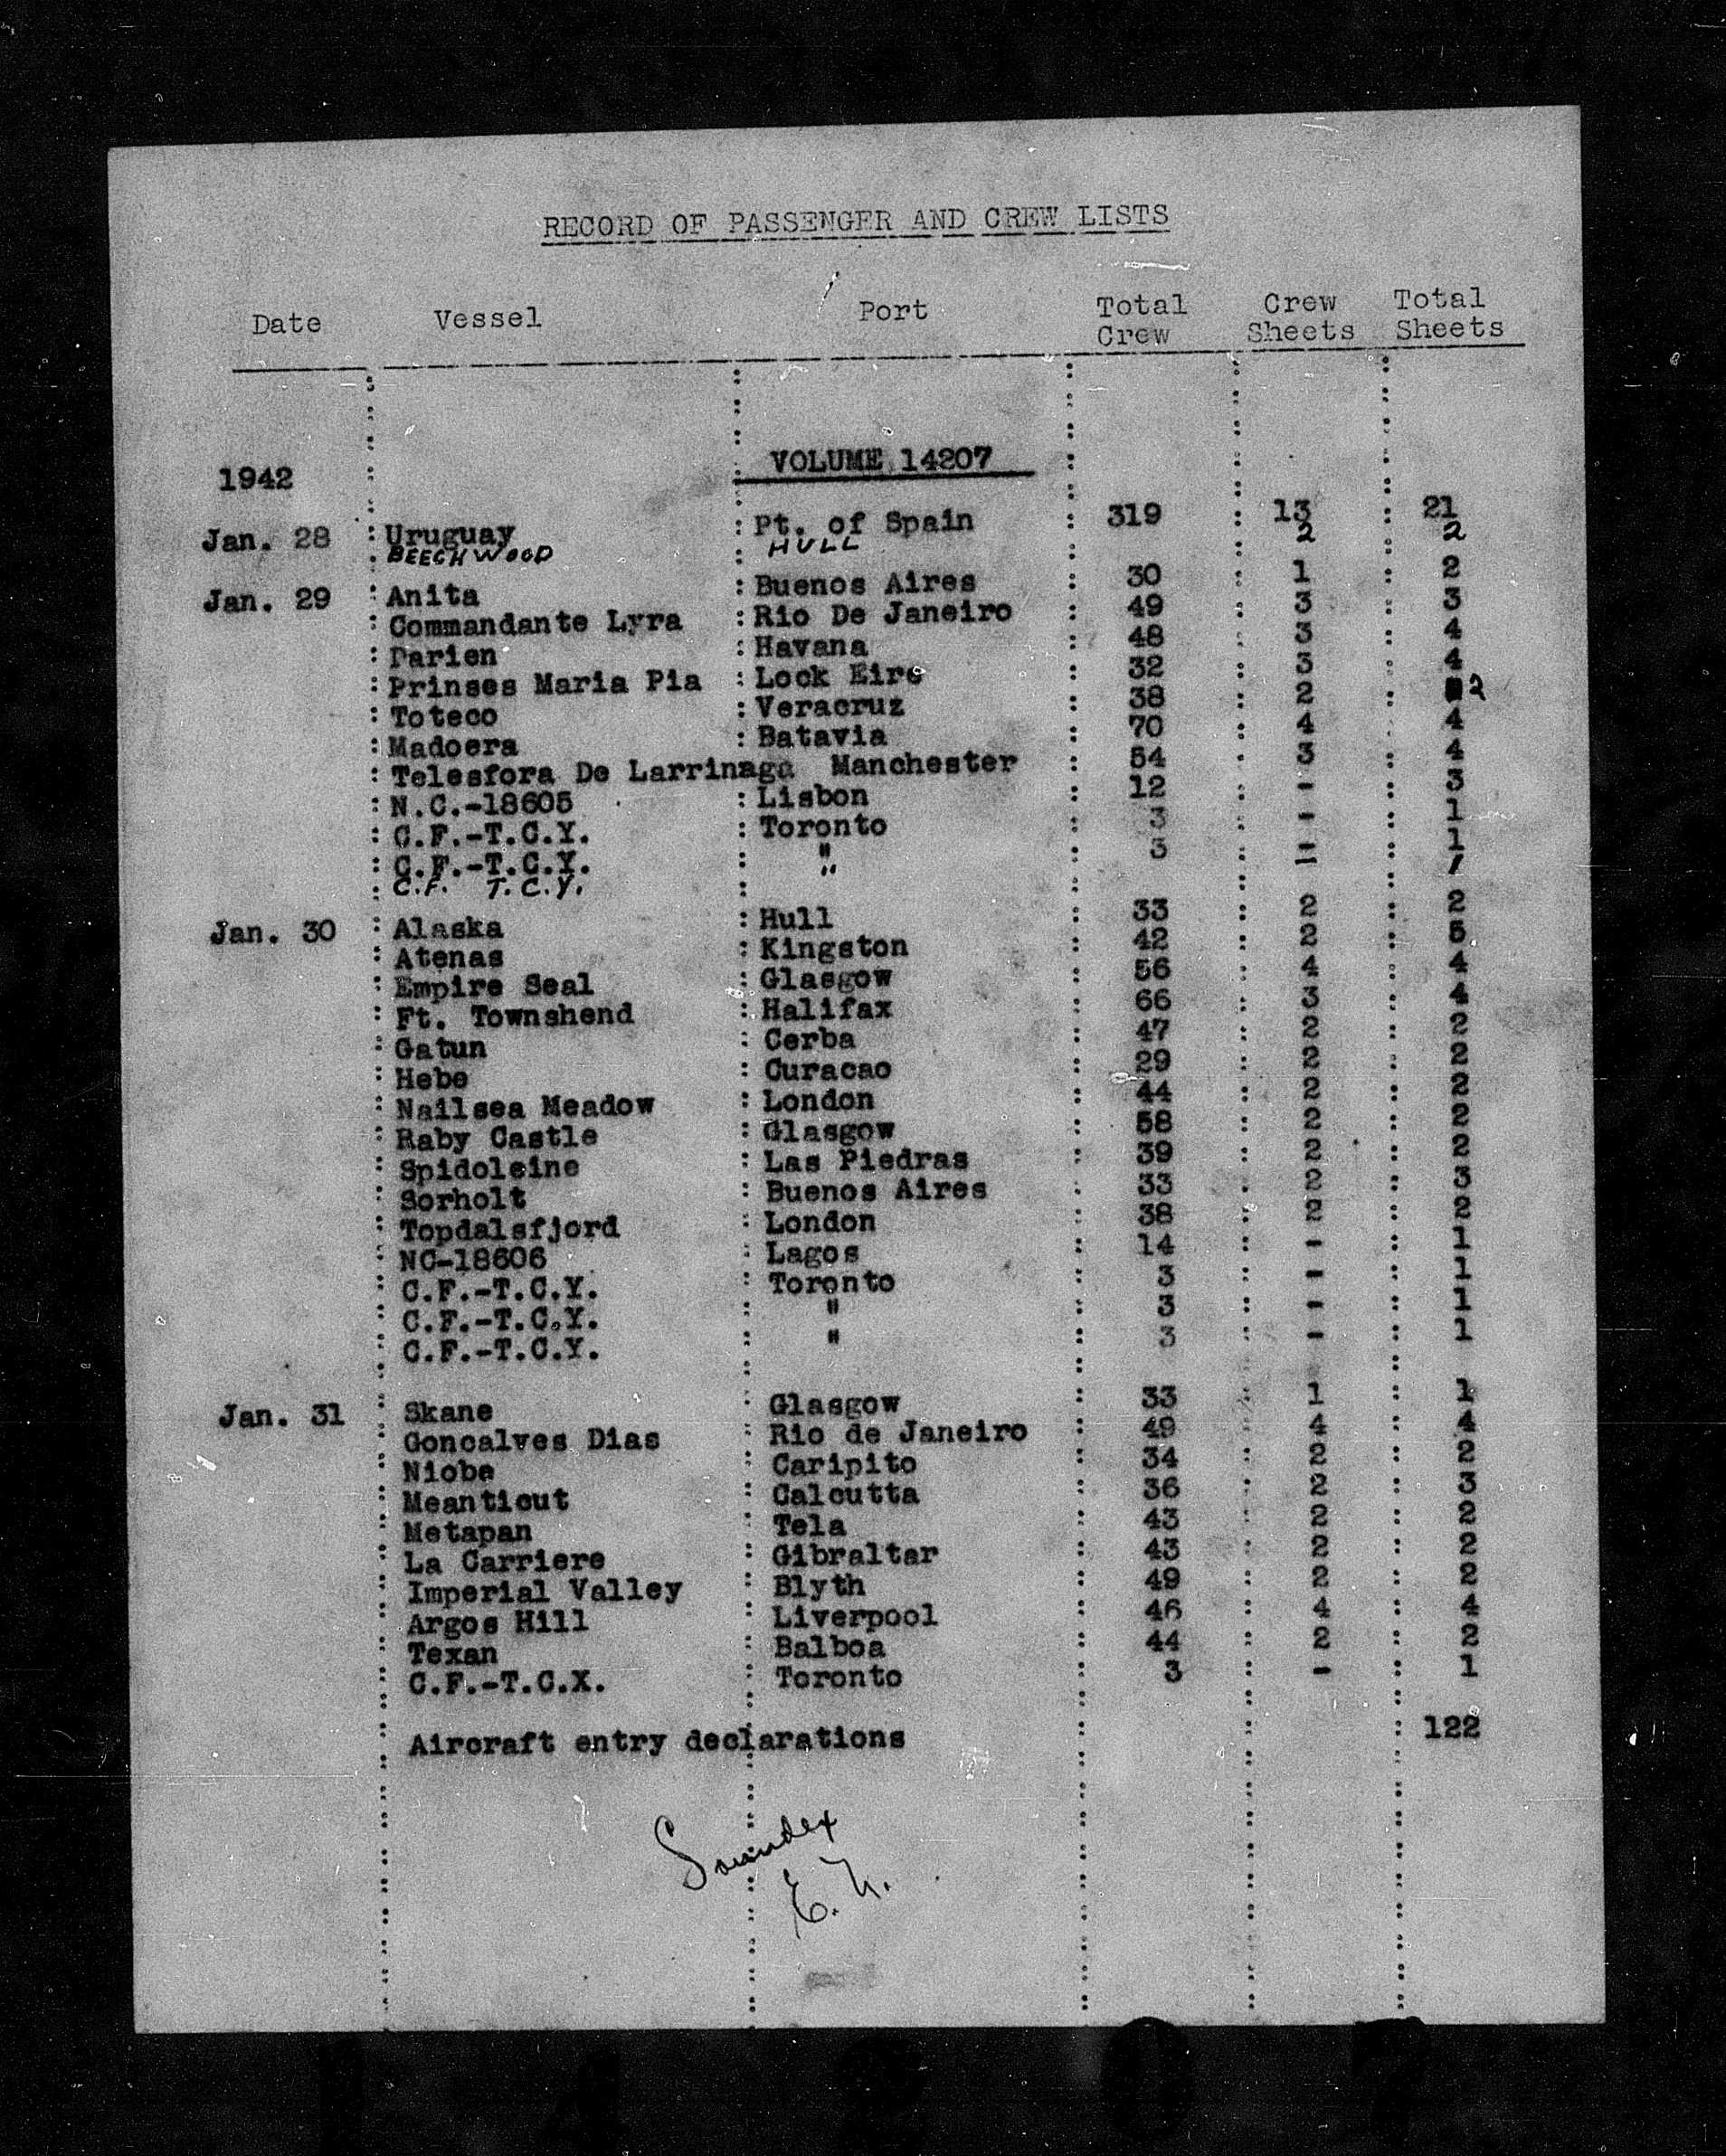 RECORD OF PASSENGER AND CREW LISTS
Date Vessel Port Total Crew Crew Sheets Total Sheets
1942 VOLUME 14207
Jan. 28 Uruguay Pt. of Spain 319 13 21
BEECHWOOD HULL 2 2
Jan. 29 Anita Buenos Aires 30 1 2
Commandante Lyra Rio De Janeiro 49 3 3
Darien Havana 48 3 4
Prinses Maria Pia Lock Eire 32 3 4
Toteco Veracruz 38 2 2
Madoera Batavia 70 4 4
Telesfora De Larrinaga Manchester 54 3 4
N.C.-18605 Lisbon 12 - 3
C.F.-T.C.Y. Toronto 3 - 1
C.F.-T.C.Y. " 3 - 1
C.F. T.C.Y. " - 1
Jan. 30 Alaska Hull 33 2 2
Atenas Kingston 42 2 5
Empire Seal Glasgow 56 4 4
Ft. Townshend Halifax 66 3 4
Gatun Cerba 47 2 2
Hebe Curacao 29 2 2
Nailsea Meadow London 44 2 2
Raby Castle Glasgow 58 2 2
Spidoleine Las Piedras 39 2 2
Sorholt Buenos Aires 33 2 3
Topdalsfjord London 38 2 2
NC-18606 Lagos 14 - 1
C.F.-T.C.Y. Toronto 3 - 1
C.F.-T.C.Y. " 3 - 1
C.F.-T.C.Y. " 3 - 1
Jan. 31 Skane Glasgow 33 1 1
Goncalves Dias Rio de Janeiro 49 4 4
Niobe Caripito 34 2 2
Meanticut Calcutta 36 2 3
Metapan Tela 43 2 2
La Carriere Gibraltar 43 2 2
Imperial Valley Blyth 49 2 2
Argos Hill Liverpool 46 4 4
Texan Balboa 44 2 2
C.F.-T.C.X. Toronto 3 - 1
Aircraft entry declarations 122
Soundex
E. N.